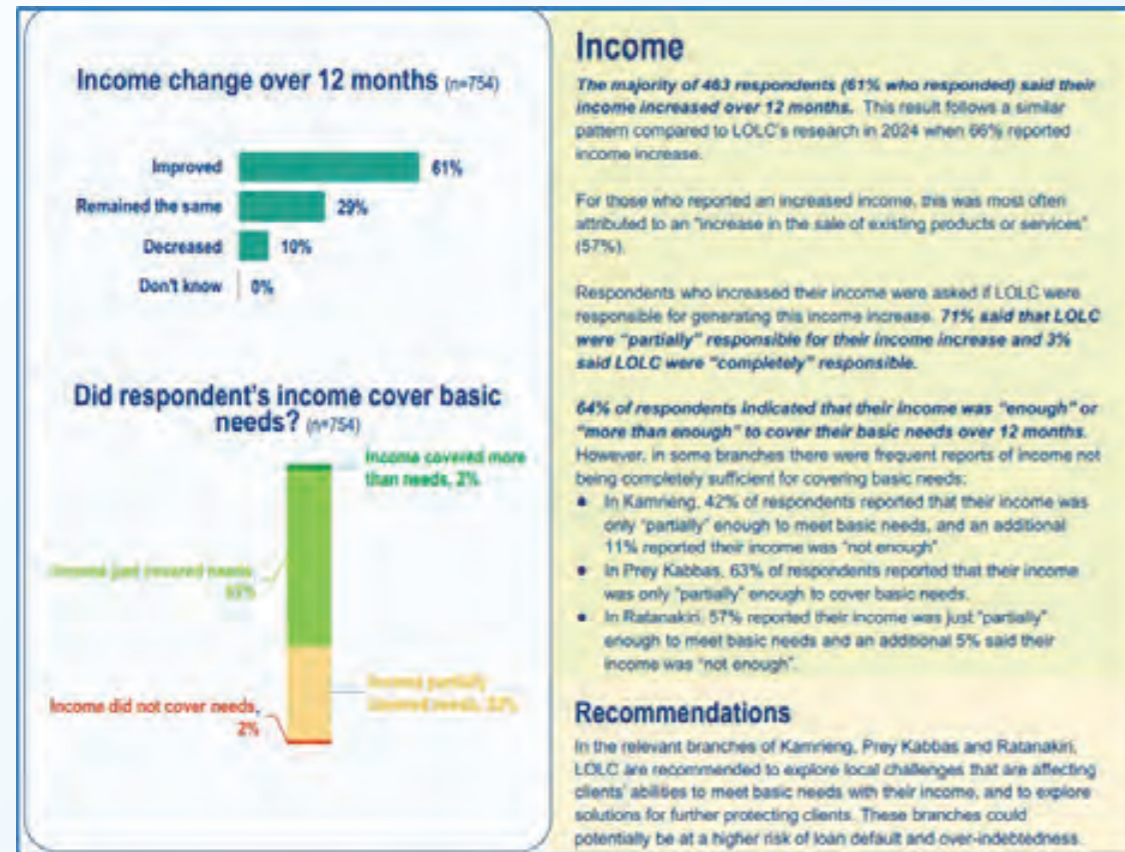 Income change over 12 months (n=754)
Improved 61%
Remained the same 29%
Decreased 10%
Don't know 0%
Did respondent's income cover basic
needs? (n=754)
Income covered more
than needs, 2%
Income just covered needs,
Income partially
covered needs,
Income did not cover needs,
2%
Income
The majority of 463 respondents (61% who responded) said their
income increased over 12 months. This result follows a similar
pattern compared to LOLC's research in 2024 when 66% reported
income increase.
For those who reported an increased income, this was most often
attributed to an "increase in the sale of existing products or services"
(57%).
Respondents who increased their income were asked if LOLC were
responsible for generating this income increase. 71% said that LOLC
were "partially" responsible for their income increase and 3%
said LOLC were "completely" responsible.
64% of respondents indicated that their income was "enough" or
"more than enough" to cover their basic needs over 12 months.
However, in some branches there were frequent reports of income not
being completely sufficient for covering basic needs:
• In Kamrieng, 42% of respondents reported that their income was
only "partially" enough to meet basic needs, and an additional
11% reported their income was "not enough"
• In Prey Kabbas, 63% of respondents reported that their income
was only "partially" enough to cover basic needs.
• In Ratanakiri, 57% reported their income was just "partially"
enough to meet basic needs and an additional 5% said their
income was "not enough".
Recommendations
In the relevant branches of Kamrieng, Prey Kabbas and Ratanakiri,
LOLC are recommended to explore local challenges that are affecting
clients' abilities to meet basic needs with their income, and to explore
solutions for further protecting clients. These branches could
potentially be at a higher risk of loan default and over-indebtedness.